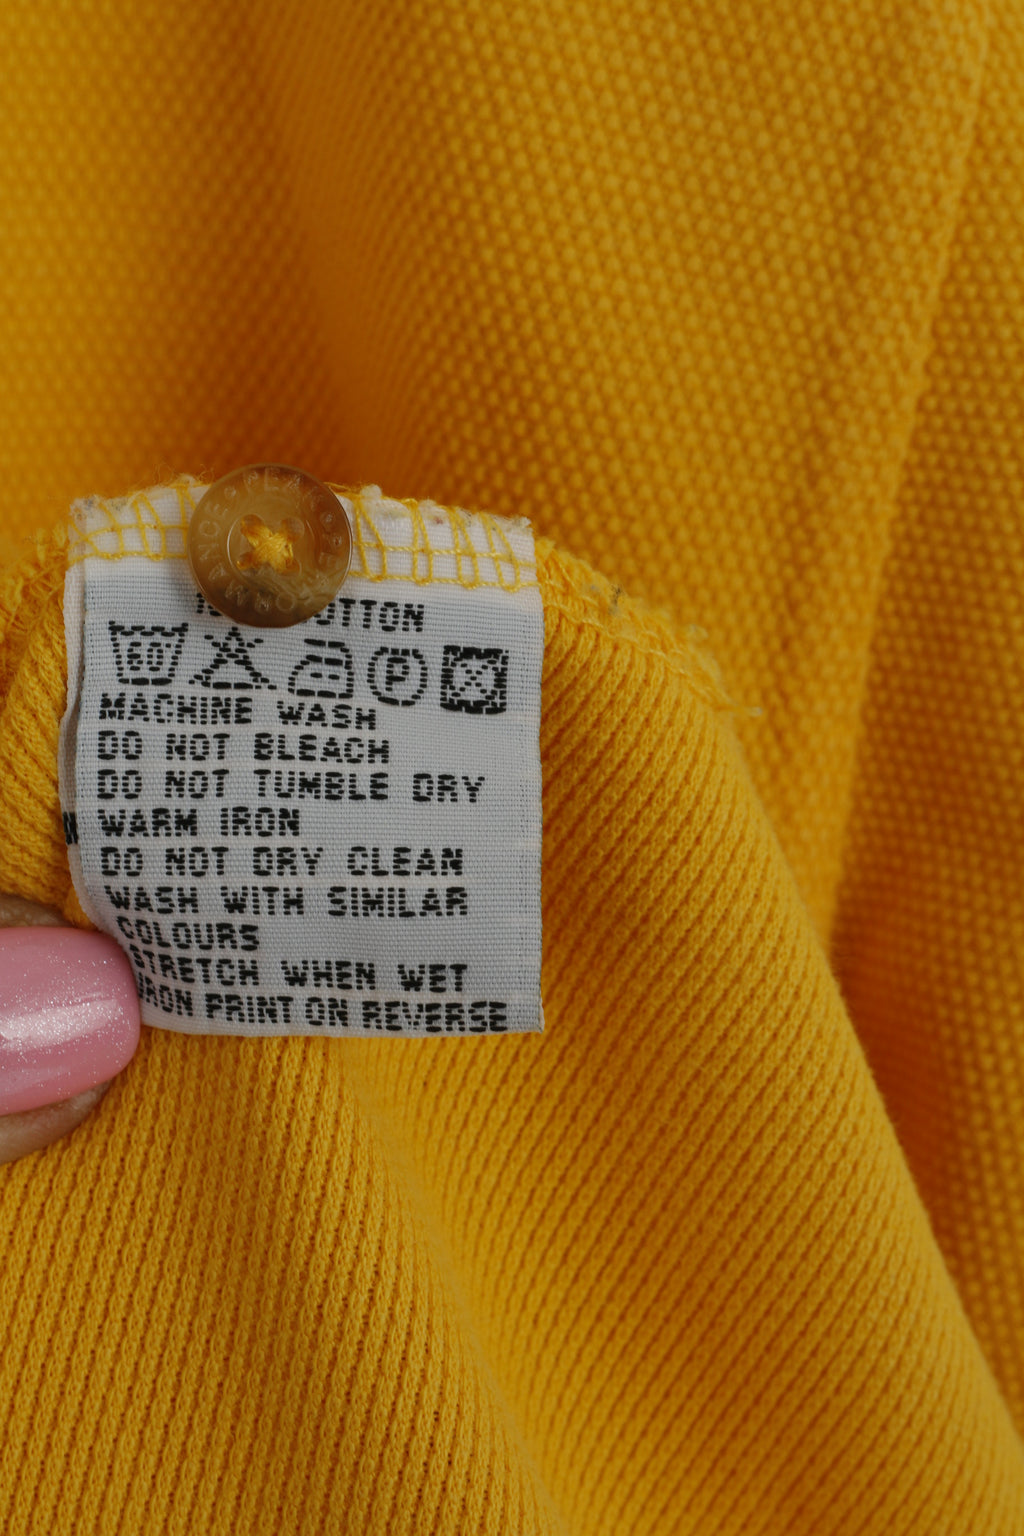 COTTON
60
P
MACHINE WASH
DO NOT BLEACH
DO NOT TUMBLE DRY
WARM IRON
DO NOT DRY CLEAN
WASH WITH SIMILAR
COLOURS
STRETCH WHEN WET
IRON PRINT ON REVERSE